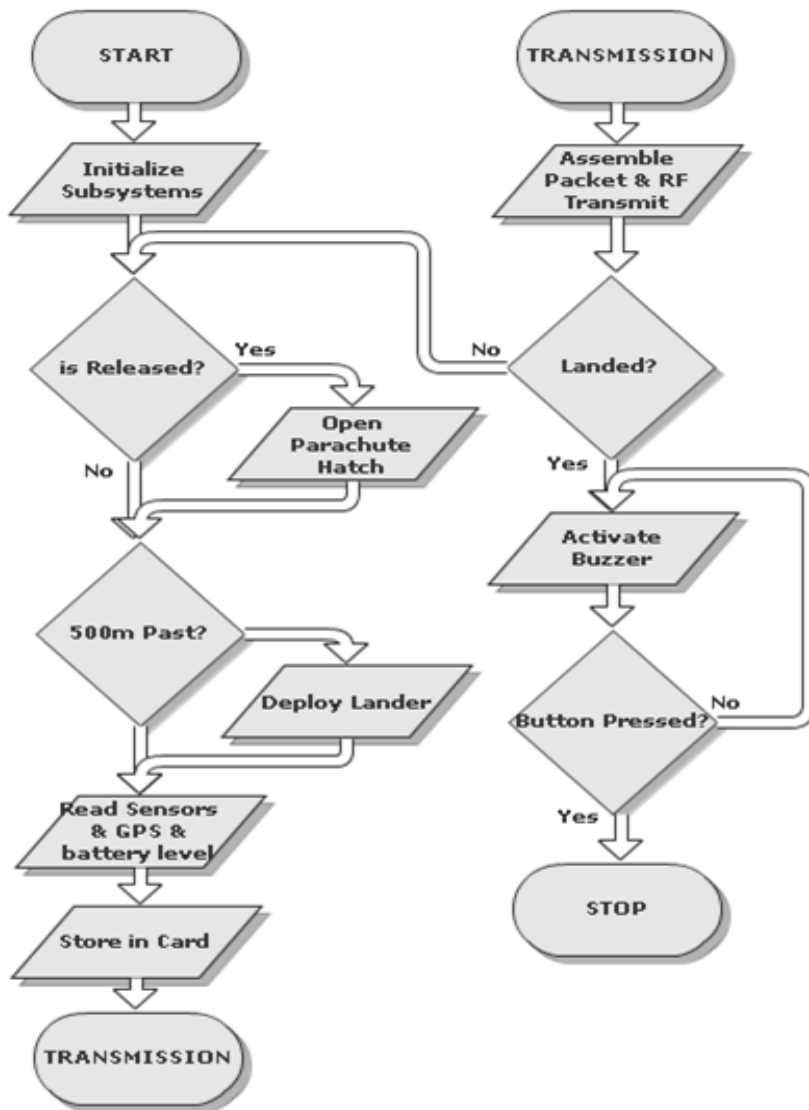 START
Initialize
Subsystems
is Released?
Yes
Open
Parachute
Hatch
No
500m Past?
Deploy Lander
Read Sensors
& GPS &
battery level
Store in Card
TRANSMISSION
TRANSMISSION
Assemble
Packet & RF
Transmit
Landed?
No
Yes
Activate
Buzzer
Button Pressed?
No
Yes
STOP